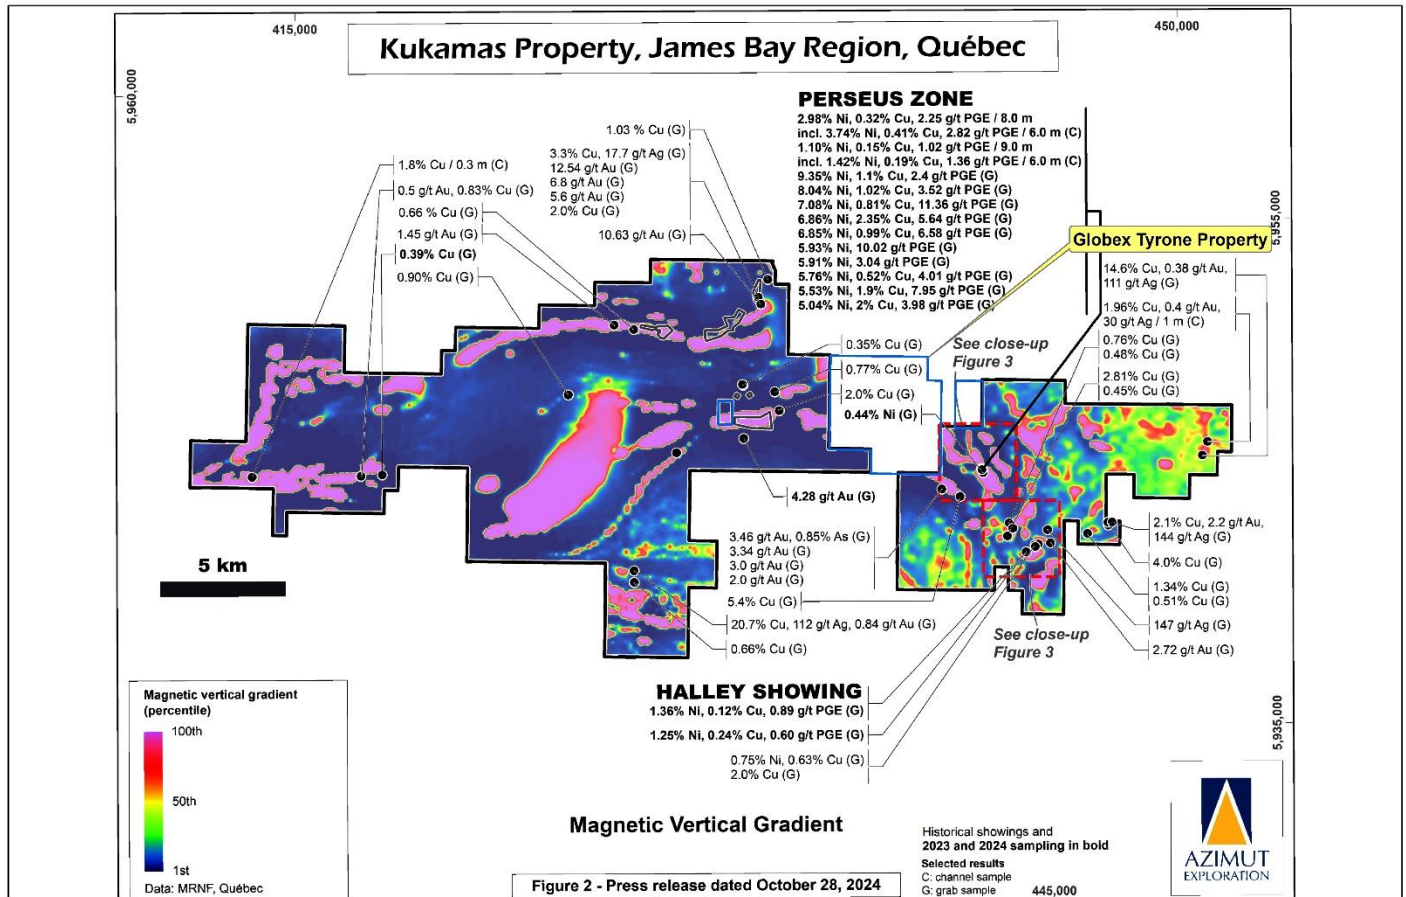 415,000
450,000
Kukamas Property, James Bay Region, Québec
5,960,000
5,955,000
5,935,000
PERSEUS ZONE
2.98% Ni, 0.32% Cu, 2.25 g/t PGE / 8.0 m
incl. 3.74% Ni, 0.41% Cu, 2.82 g/t PGE / 6.0 m (C)
1.10% Ni, 0.15% Cu, 1.02 g/t PGE / 9.0 m
incl. 1.42% Ni, 0.19% Cu, 1.36 g/t PGE / 6.0 m (C)
9.35% Ni, 1.1% Cu, 2.4 g/t PGE (G)
8.04% Ni, 1.02% Cu, 3.52 g/t PGE (G)
7.08% Ni, 0.81% Cu, 11.36 g/t PGE (G)
6.86% Ni, 2.35% Cu, 5.64 g/t PGE (G)
6.85% Ni, 0.99% Cu, 6.58 g/t PGE (G)
5.93% Ni, 10.02 g/t PGE (G)
5.91% Ni, 3.04 g/t PGE (G)
5.76% Ni, 0.52% Cu, 4.01 g/t PGE (G)
5.53% Ni, 1.9% Cu, 7.95 g/t PGE (G)
5.04% Ni, 2% Cu, 3.98 g/t PGE (G)
1.03 % Cu (G)
3.3% Cu, 17.7 g/t Ag (G)
12.54 g/t Au (G)
6.8 g/t Au (G)
5.6 g/t Au (G)
2.0% Cu (G)
10.63 g/t Au (G)
1.8% Cu / 0.3 m (C)
0.5 g/t Au, 0.83% Cu (G)
0.66 % Cu (G)
1.45 g/t Au (G)
0.39% Cu (G)
0.90% Cu (G)
Globex Tyrone Property
14.6% Cu, 0.38 g/t Au,
111 g/t Ag (G)
1.96% Cu, 0.4 g/t Au,
30 g/t Ag / 1 m (C)
0.76% Cu (G)
0.48% Cu (G)
2.81% Cu (G)
0.45% Cu (G)
See close-up
Figure 3
0.35% Cu (G)
0.77% Cu (G)
2.0% Cu (G)
0.44% Ni (G)
4.28 g/t Au (G)
3.46 g/t Au, 0.85% As (G)
3.34 g/t Au (G)
3.0 g/t Au (G)
2.0 g/t Au (G)
5.4% Cu (G)
20.7% Cu, 112 g/t Ag, 0.84 g/t Au (G)
0.66% Cu (G)
2.1% Cu, 2.2 g/t Au,
144 g/t Ag (G)
4.0% Cu (G)
1.34% Cu (G)
0.51% Cu (G)
147 g/t Ag (G)
2.72 g/t Au (G)
See close-up
Figure 3
5 km
HALLEY SHOWING
1.36% Ni, 0.12% Cu, 0.89 g/t PGE (G)
1.25% Ni, 0.24% Cu, 0.60 g/t PGE (G)
0.75% Ni, 0.63% Cu (G)
2.0% Cu (G)
Magnetic vertical gradient
(percentile)
100th
50th
1st
Data: MRNF, Québec
Magnetic Vertical Gradient
Figure 2 - Press release dated October 28, 2024
Historical showings and
2023 and 2024 sampling in bold
Selected results
C: channel sample
G: grab sample
445,000
AZIMUT
EXPLORATION